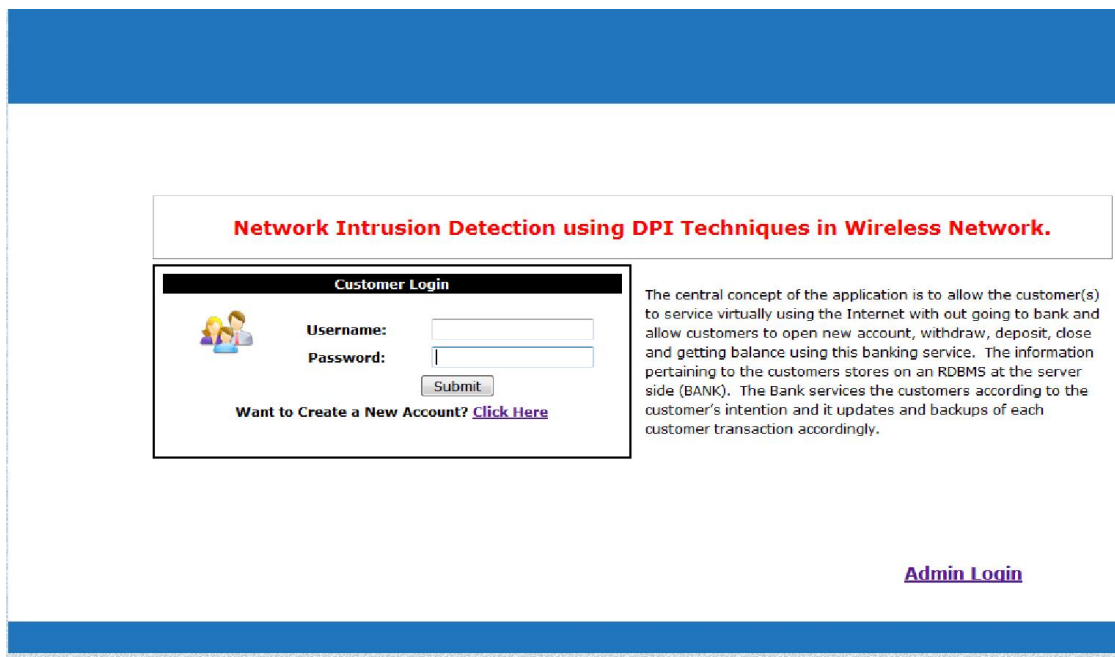 Network Intrusion Detection using DPI Techniques in Wireless Network.
Customer Login
Username:
Password:
Submit
Want to Create a New Account? Click Here
The central concept of the application is to allow the customer(s)
to service virtually using the Internet with out going to bank and
allow customers to open new account, withdraw, deposit, close
and getting balance using this banking service. The information
pertaining to the customers stores on an RDBMS at the server
side (BANK). The Bank services the customers according to the
customer's intention and it updates and backups of each
customer transaction accordingly.
Admin Login